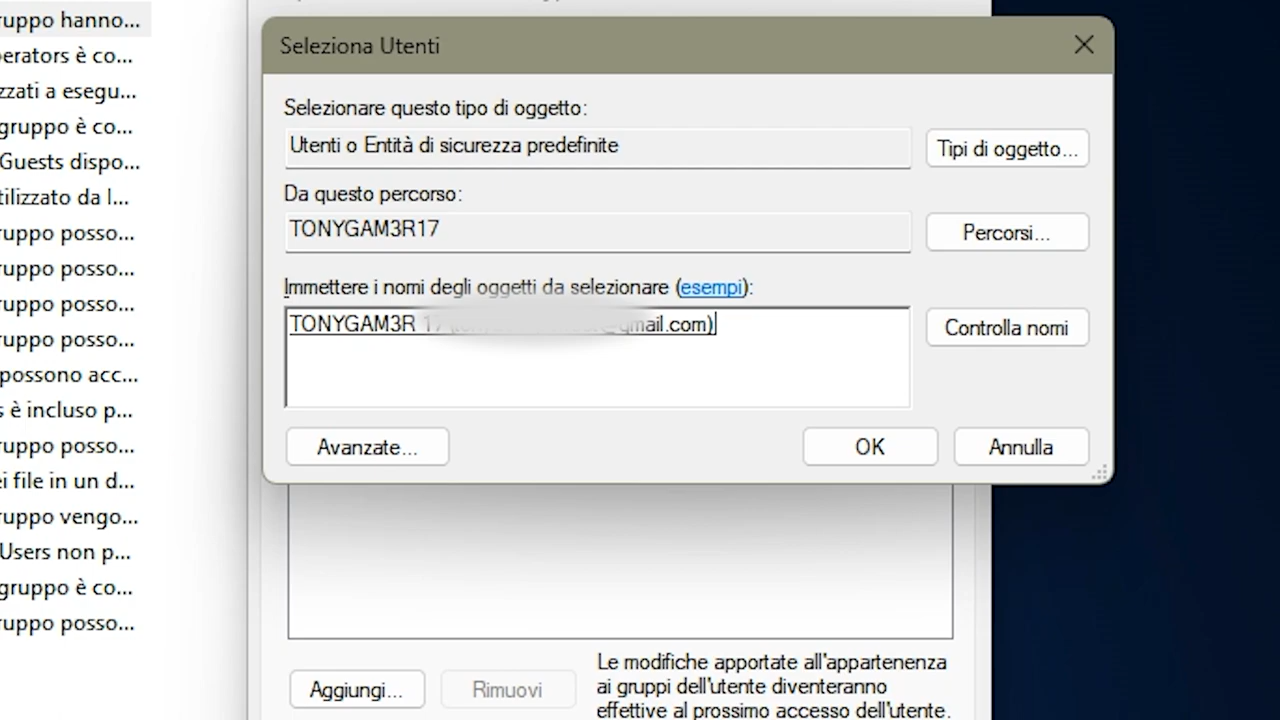 ruppo hanno...
erators è co...
zzati a esegu...
gruppo è co...
Guests dispo...
tilizzato da l...
ruppo posso...
ruppo posso...
ruppo posso...
ruppo posso...
possono acc...
s è incluso p...
ruppo posso...
ei file in un d...
ruppo vengo...
Users non p...
gruppo è co...
ruppo posso...
Seleziona Utenti
Selezionare questo tipo di oggetto:
Utenti o Entità di sicurezza predefinite
Tipi di oggetto...
Da questo percorso:
TONYGAM3R17
Percorsi...
Immettere i nomi degli oggetti da selezionare (esempi):
TONYGAM3R 17 @gmail.com)
Controlla nomi
Avanzate...
OK
Annulla
Aggiungi...
Rimuovi
Le modifiche apportate all'appartenenza
ai gruppi dell'utente diventeranno
effettive al prossimo accesso dell'utente.